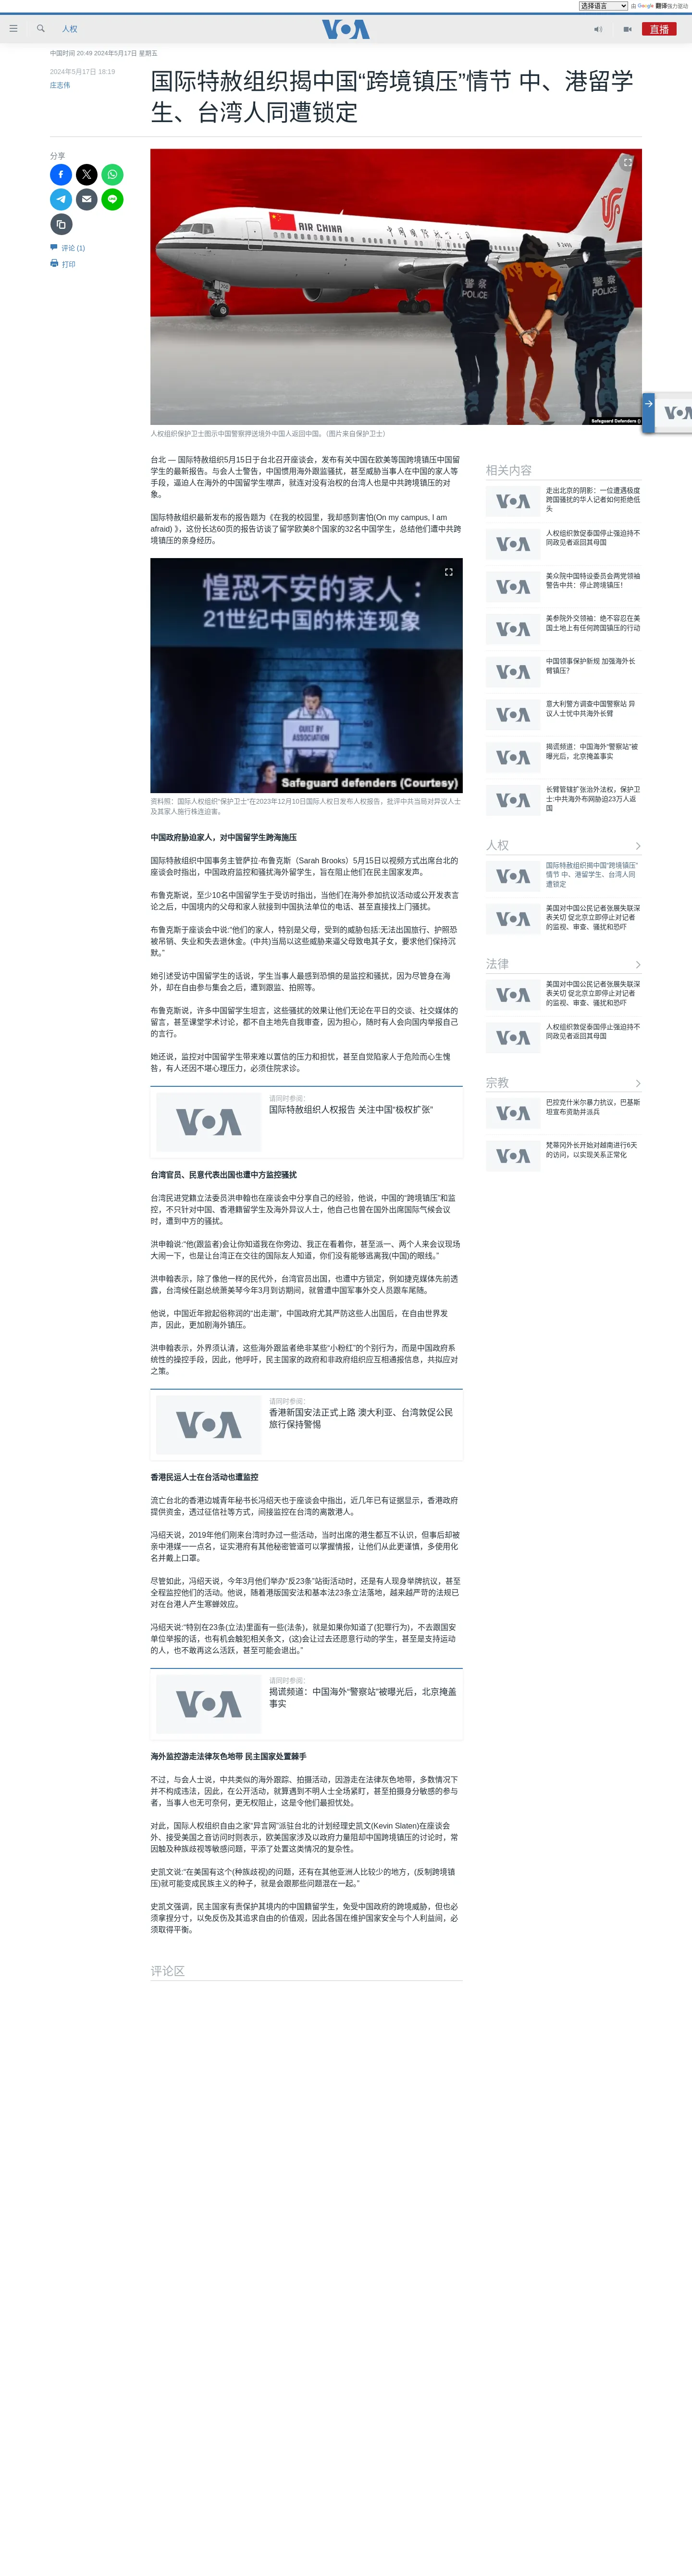 选择语言 由 Google 翻译强力驱动
人权
VOA
直播
中国时间 20:49 2024年5月17日 星期五
2024年5月17日 18:19
庄志伟
国际特赦组织揭中国“跨境镇压”情节 中、港留学
生、台湾人同遭锁定
分享
评论 (1)
打印
AIR CHINA
中国国际航空公司
B-2496
警察
POLICE
警察
POLICE
Safeguard Defenders ()
人权组织保护卫士图示中国警察押送境外中国人返回中国。（图片来自保护卫士）
台北 — 国际特赦组织5月15日于台北召开座谈会，发布有关中国在欧美等国跨境镇压中国留
学生的最新报告。与会人士警告，中国惯用海外跟监骚扰，甚至威胁当事人在中国的家人等
手段，逼迫人在海外的中国留学生噤声，就连对没有治权的台湾人也是中共跨境镇压的对
象。
国际特赦组织最新发布的报告题为《在我的校园里，我却感到害怕(On my campus, I am
afraid) 》，这份长达60页的报告访谈了留学欧美8个国家的32名中国学生，总结他们遭中共跨
境镇压的亲身经历。
惶恐不安的家人：
21世纪中国的株连现象
GUILT BY
ASSOCIATION
Safeguard defenders (Courtesy)
资料照：国际人权组织“保护卫士”在2023年12月10日国际人权日发布人权报告，批评中共当局对异议人士
及其家人施行株连迫害。
中国政府胁迫家人，对中国留学生跨海施压
国际特赦组织中国事务主管萨拉·布鲁克斯（Sarah Brooks）5月15日以视频方式出席台北的
座谈会时指出，中国政府监控和骚扰海外留学生，旨在阻止他们在民主国家发声。
布鲁克斯说，至少10名中国留学生于受访时指出，当他们在海外参加抗议活动或公开发表言
论之后，中国境内的父母和家人就接到中国执法单位的电话、甚至直接找上门骚扰。
布鲁克斯于座谈会中说:“他们的家人，特别是父母，受到的威胁包括:无法出国旅行、护照恐
被吊销、失业和失去退休金。(中共)当局以这些威胁来逼父母致电其子女，要求他们保持沉
默。”
她引述受访中国留学生的话说，学生当事人最感到恐惧的是监控和骚扰，因为尽管身在海
外，却在自由参与集会之后，遭到跟监、拍照等。
布鲁克斯说，许多中国留学生坦言，这些骚扰的效果让他们无论在平日的交谈、社交媒体的
留言，甚至课堂学术讨论，都不自主地先自我审查，因为担心，随时有人会向国内举报自己
的言行。
她还说，监控对中国留学生带来难以置信的压力和担忧，甚至自觉陷家人于危险而心生愧
咎，有人还因不堪心理压力，必须住院求诊。
请同时参阅:
国际特赦组织人权报告 关注中国“极权扩张”
VOA
台湾官员、民意代表出国也遭中方监控骚扰
台湾民进党籍立法委员洪申翰也在座谈会中分享自己的经验，他说，中国的“跨境镇压”和监
控，不只针对中国、香港籍留学生及海外异议人士，他自己也曾在国外出席国际气候会议
时，遭到中方的骚扰。
洪申翰说:“他(跟监者)会让你知道我在你旁边、我正在看着你，甚至派一、两个人来会议现场
大闹一下，也是让台湾正在交往的国际友人知道，你们没有能够逃离我(中国)的眼线。”
洪申翰表示，除了像他一样的民代外，台湾官员出国，也遭中方锁定，例如捷克媒体先前透
露，台湾候任副总统萧美琴今年3月到访期间，就曾遭中国军事外交人员跟车尾随。
他说，中国近年掀起俗称润的“出走潮”，中国政府尤其严防这些人出国后，在自由世界发
声，因此，更加剧海外镇压。
洪申翰表示，外界须认清，这些海外跟监者绝非某些“小粉红”的个别行为，而是中国政府系
统性的操控手段，因此，他呼吁，民主国家的政府和非政府组织应互相通报信息，共拟应对
之策。
请同时参阅:
香港新国安法正式上路 澳大利亚、台湾敦促公民
旅行保持警惕
VOA
香港民运人士在台活动也遭监控
流亡台北的香港边城青年秘书长冯绍天也于座谈会中指出，近几年已有证据显示，香港政府
提供资金，透过征信社等方式，间接监控在台湾的离散港人。
冯绍天说，2019年他们刚来台湾时办过一些活动，当时出席的港生都互不认识，但事后却被
亲中港媒一一点名，证实港府有其他秘密管道可以掌握情报，让他们从此更谨慎，多使用化
名并戴上口罩。
尽管如此，冯绍天说，今年3月他们举办“反23条”站街活动时，还是有人现身举牌抗议，甚至
全程监控他们的活动。他说，随着港版国安法和基本法23条立法落地，越来越严苛的法规已
对在台港人产生寒蝉效应。
冯绍天说:“特别在23条(立法)里面有一些(法条)，就是如果你知道了(犯罪行为)，不去跟国安
单位举报的话，也有机会触犯相关条文，(这)会让过去还愿意行动的学生，甚至是支持运动
的人，也不敢再这么活跃，甚至可能会退出。”
请同时参阅:
揭谎频道：中国海外“警察站”被曝光后，北京掩盖
事实
VOA
海外监控游走法律灰色地带 民主国家处置棘手
不过，与会人士说，中共类似的海外跟踪、拍摄活动，因游走在法律灰色地带，多数情况下
并不构成违法，因此，在公开活动，就算遇到不明人士全场紧盯，甚至拍摄身分敏感的参与
者，当事人也无可奈何，更无权阻止，这是令他们最担忧处。
对此，国际人权组织自由之家“异言网”派驻台北的计划经理史凯文(Kevin Slaten)在座谈会
外、接受美国之音访问时则表示，欧美国家涉及以政府力量阻却中国跨境镇压的讨论时，常
因触及种族歧视等敏感问题，平添了处置这类情况的复杂性。
史凯文说:“在美国有这个(种族歧视)的问题，还有在其他亚洲人比较少的地方，(反制跨境镇
压)就可能变成民族主义的种子，就是会跟那些问题混在一起。”
史凯文强调，民主国家有责保护其境内的中国籍留学生，免受中国政府的跨境威胁，但也必
须拿捏分寸，以免反伤及其追求自由的价值观，因此各国在维护国家安全与个人利益间，必
须取得平衡。
评论区
相关内容
走出北京的阴影：一位遭遇极度
跨国骚扰的华人记者如何拒绝低
头
人权组织敦促泰国停止强迫持不
同政见者返回其母国
美众院中国特设委员会两党领袖
警告中共：停止跨境镇压！
美参院外交领袖：绝不容忍在美
国土地上有任何跨国镇压的行动
中国领事保护新规 加强海外长
臂镇压？
意大利警方调查中国警察站 异
议人士忧中共海外长臂
揭谎频道：中国海外“警察站”被
曝光后，北京掩盖事实
长臂管辖扩张治外法权，保护卫
士:中共海外布网胁迫23万人返
国
人权
国际特赦组织揭中国“跨境镇压”
情节 中、港留学生、台湾人同
遭锁定
美国对中国公民记者张展失联深
表关切 促北京立即停止对记者
的监视、审查、骚扰和恐吓
法律
美国对中国公民记者张展失联深
表关切 促北京立即停止对记者
的监视、审查、骚扰和恐吓
人权组织敦促泰国停止强迫持不
同政见者返回其母国
宗教
巴控克什米尔暴力抗议，巴基斯
坦宣布资助并派兵
梵蒂冈外长开始对越南进行6天
的访问，以实现关系正常化